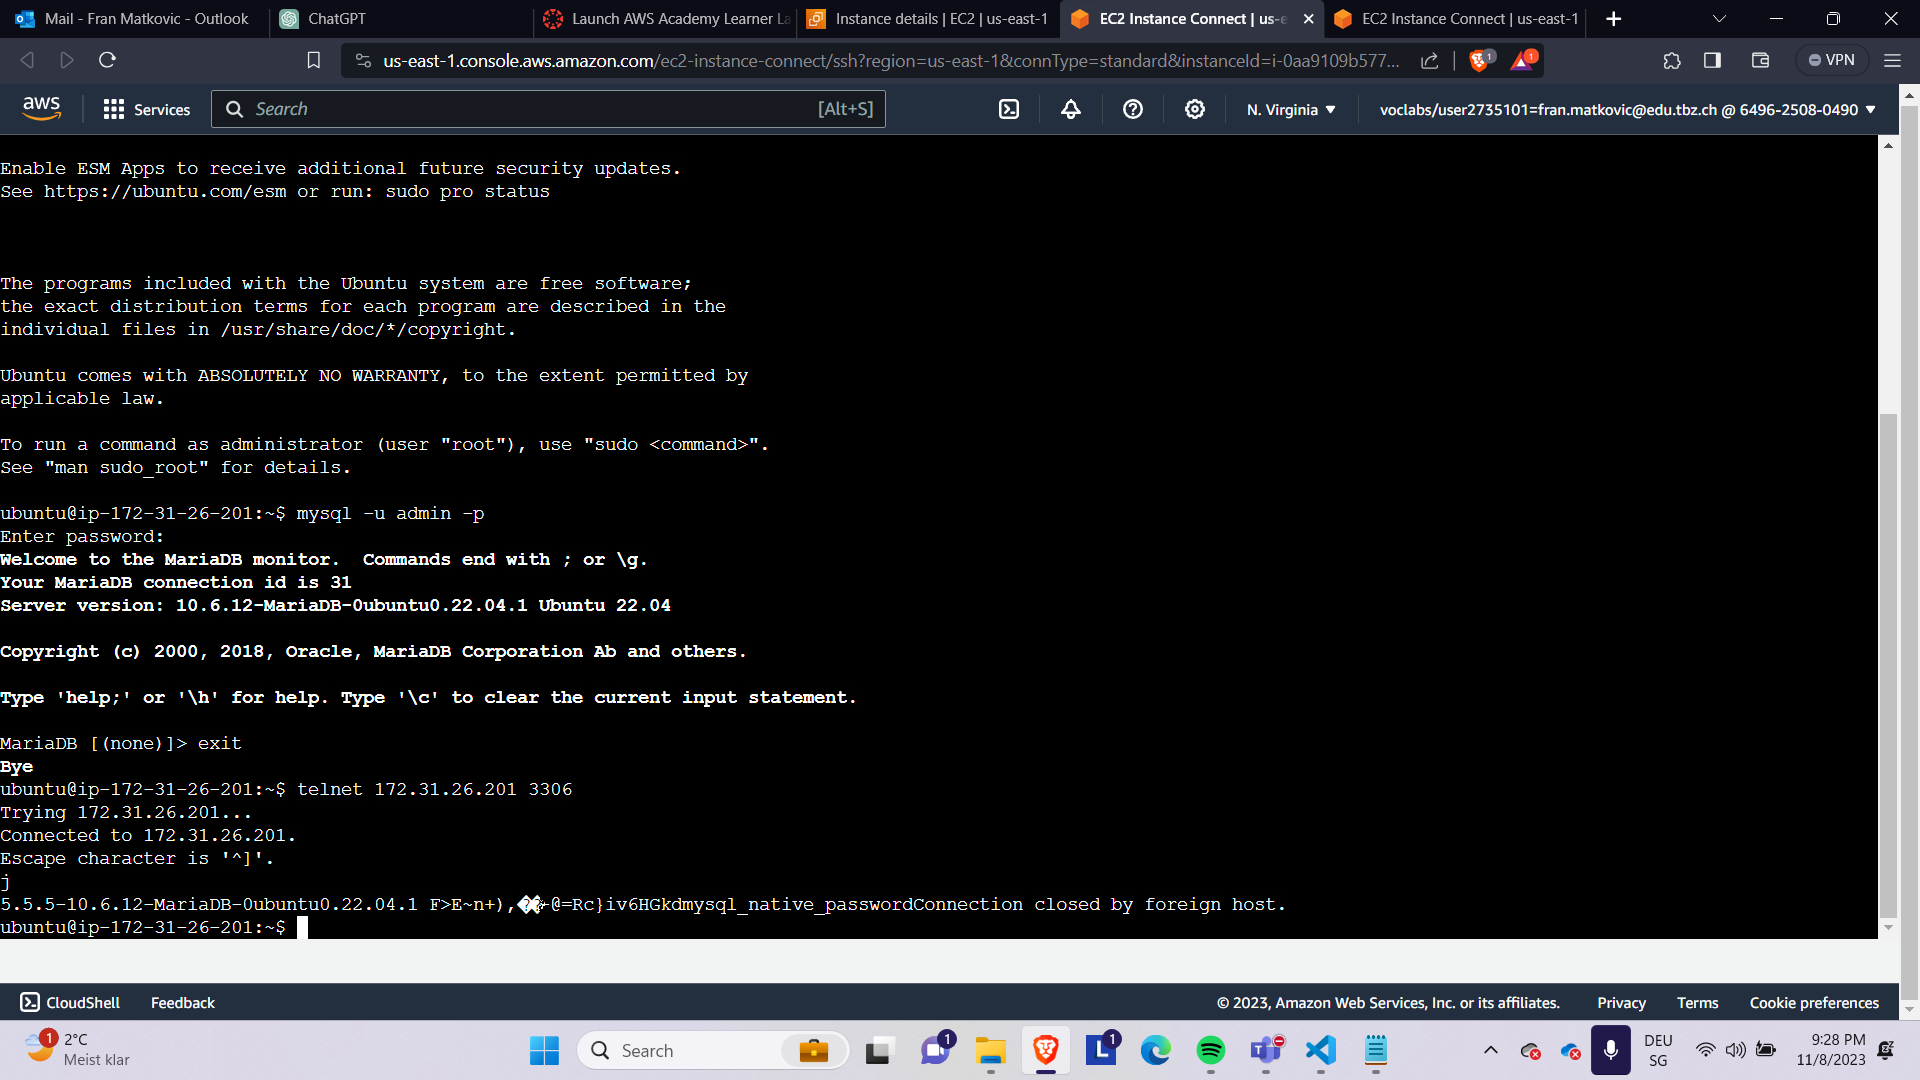 Mail - Fran Matkovic - Outlook
ChatGPT
Launch AWS Academy Learner La
Instance details | EC2 | us-east-1
EC2 Instance Connect | us-e
EC2 Instance Connect | us-east-1
us-east-1.console.aws.amazon.com/ec2-instance-connect/ssh?region=us-east-1&connType=standard&instanceId=i-0aa9109b577...
1
1
VPN
aws
Services
Search
[Alt+S]
N. Virginia
voclabs/user2735101=fran.matkovic@edu.tbz.ch @ 6496-2508-0490
Enable ESM Apps to receive additional future security updates.
See https://ubuntu.com/esm or run: sudo pro status
The programs included with the Ubuntu system are free software;
the exact distribution terms for each program are described in the
individual files in /usr/share/doc/*/copyright.
Ubuntu comes with ABSOLUTELY NO WARRANTY, to the extent permitted by
applicable law.
To run a command as administrator (user "root"), use "sudo <command>".
See "man sudo_root" for details.
ubuntu@ip-172-31-26-201:~$ mysql -u admin -p
Enter password:
Welcome to the MariaDB monitor.  Commands end with ; or \g.
Your MariaDB connection id is 31
Server version: 10.6.12-MariaDB-0ubuntu0.22.04.1 Ubuntu 22.04
Copyright (c) 2000, 2018, Oracle, MariaDB Corporation Ab and others.
Type 'help;' or '\h' for help. Type '\c' to clear the current input statement.
MariaDB [(none)]> exit
Bye
ubuntu@ip-172-31-26-201:~$ telnet 172.31.26.201 3306
Trying 172.31.26.201...
Connected to 172.31.26.201.
Escape character is '^]'.
j
5.5.5-10.6.12-MariaDB-0ubuntu0.22.04.1 F>E~n+),��+@=Rc}iv6HGkdmysql_native_passwordConnection closed by foreign host.
ubuntu@ip-172-31-26-201:~$
CloudShell
Feedback
© 2023, Amazon Web Services, Inc. or its affiliates.
Privacy
Terms
Cookie preferences
1
2°C
Meist klar
Search
1
1
DEU
SG
9:28 PM
11/8/2023